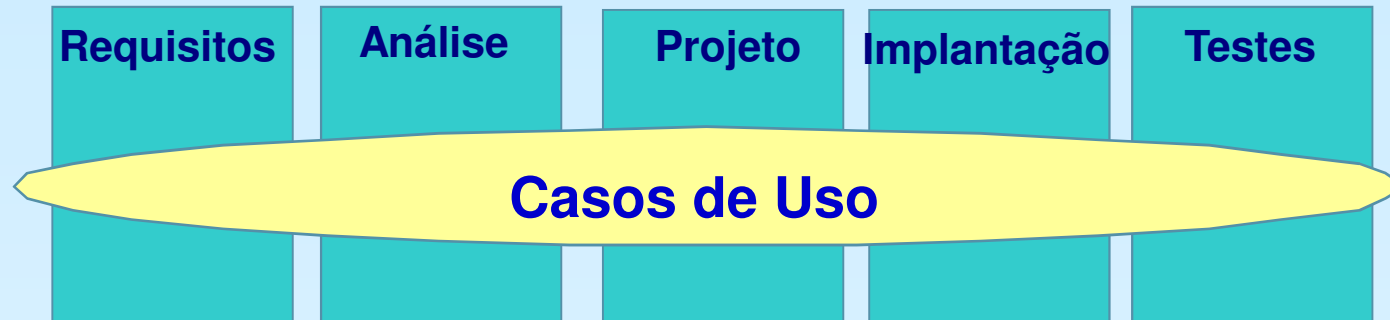 Requisitos
Análise
Projeto
Implantação
Testes
Casos de Uso